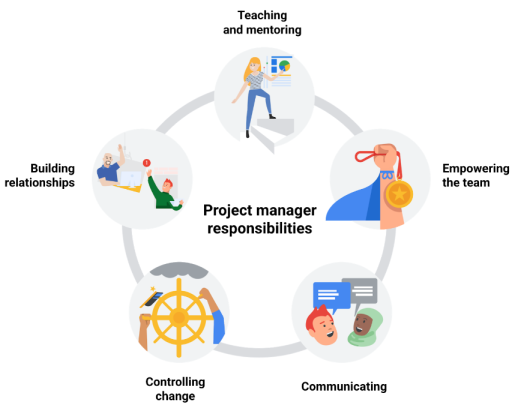 Teaching
and mentoring
Building
relationships
Empowering
the team
Project manager
responsibilities
Controlling
change
Communicating